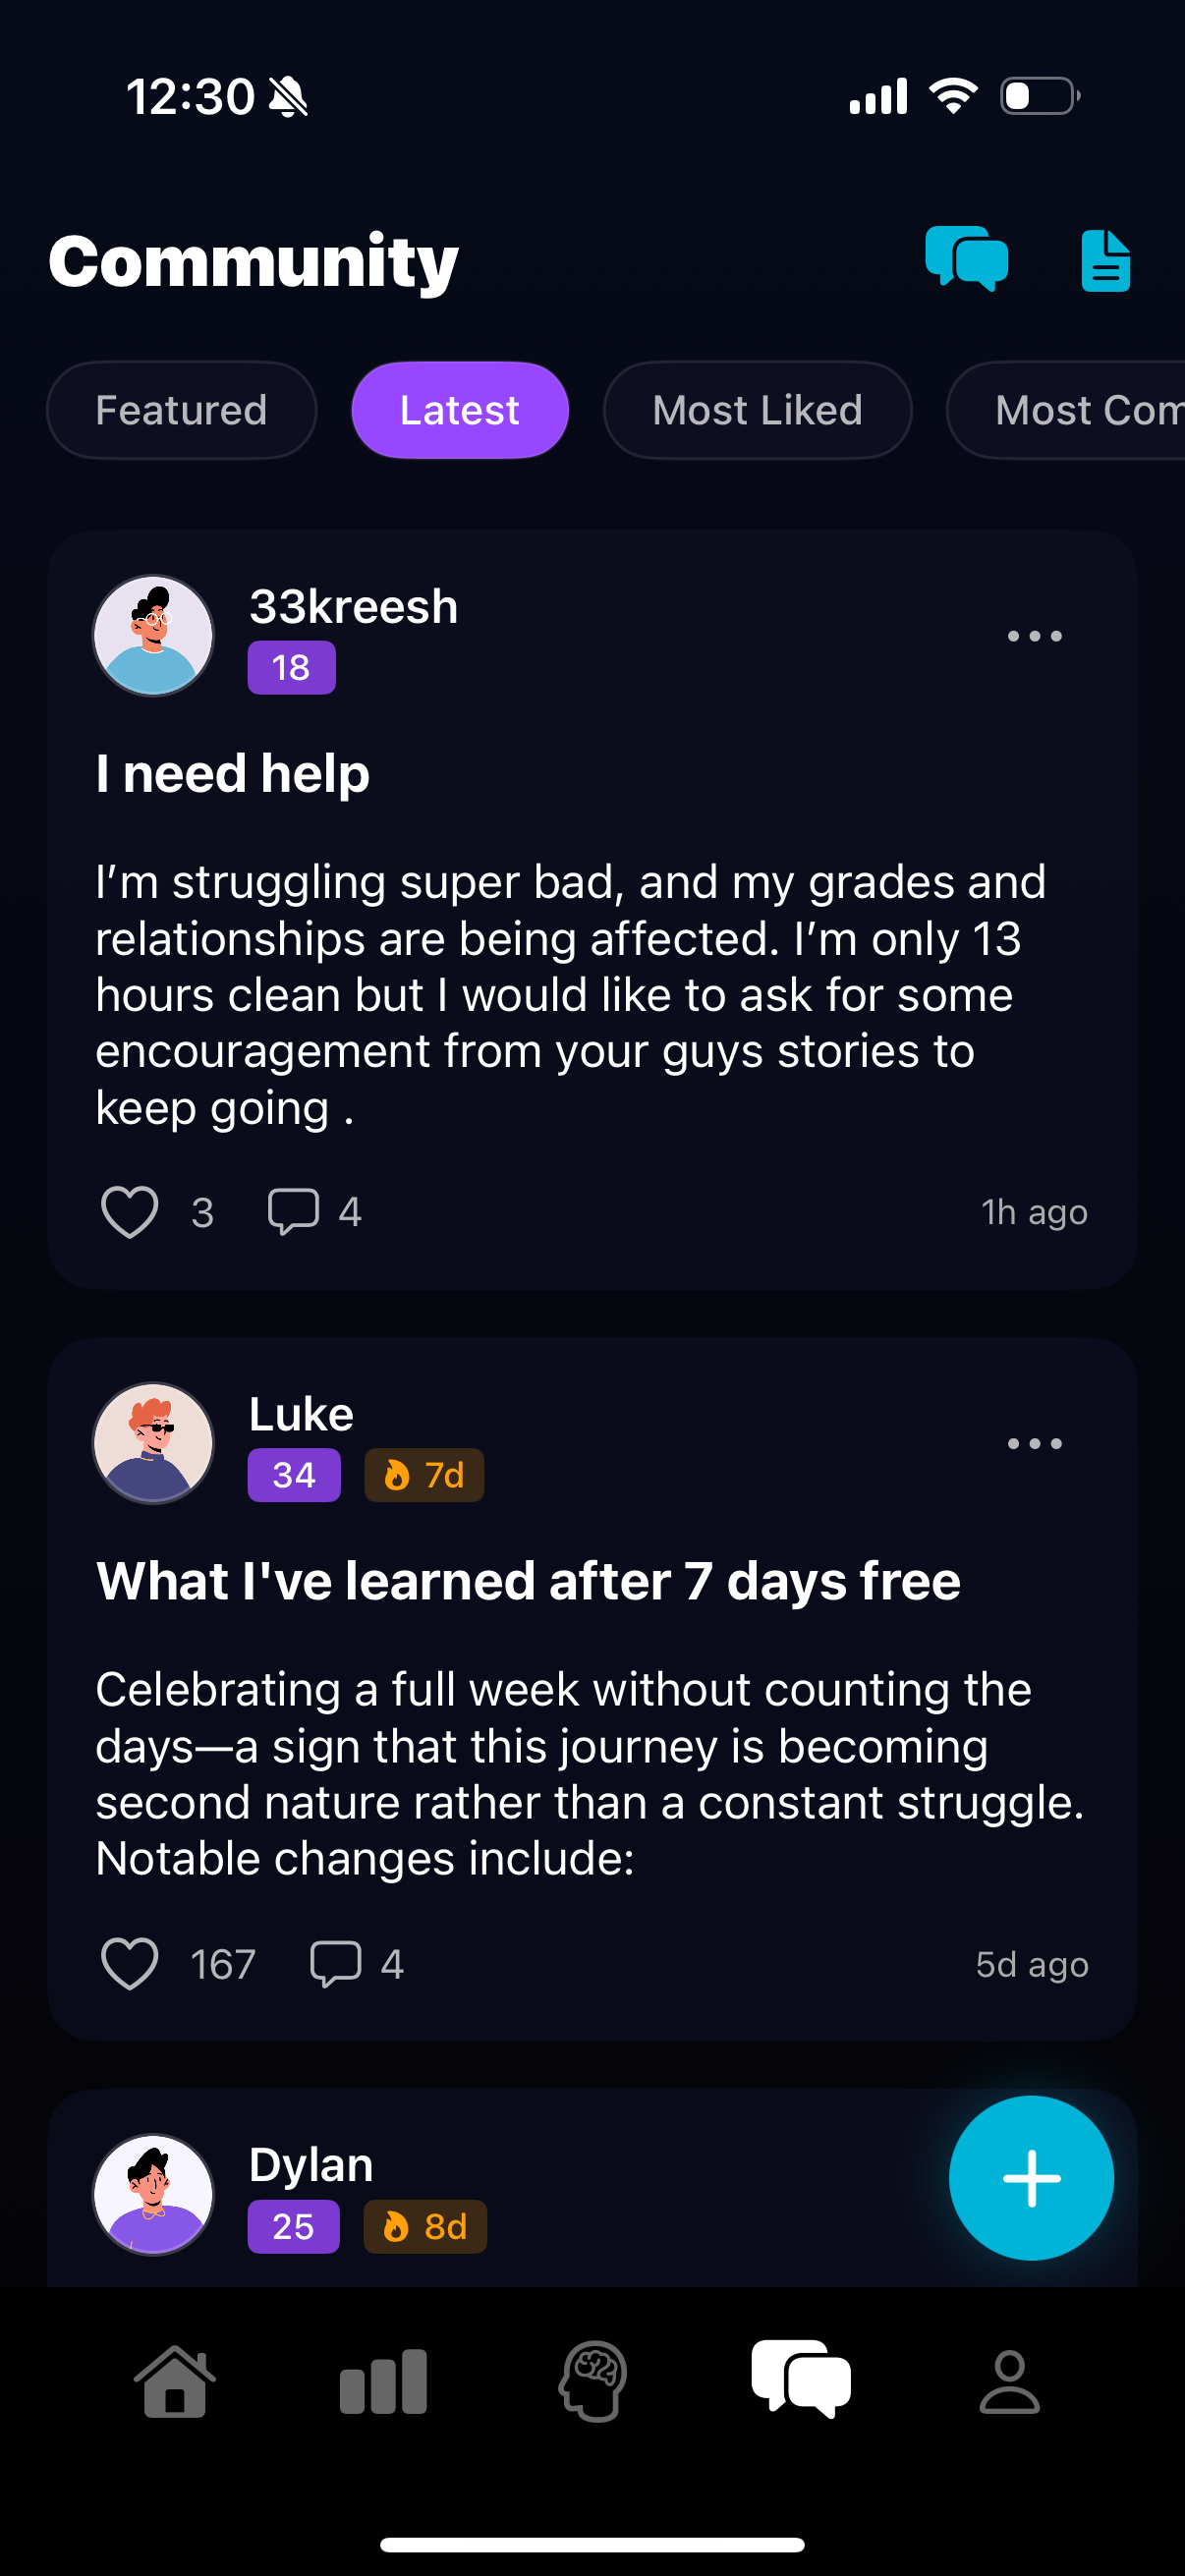 12:30
Community
Featured
Latest
Most Liked
Most Com
33kreesh
18
I need help
I’m struggling super bad, and my grades and
relationships are being affected. I’m only 13
hours clean but I would like to ask for some
encouragement from your guys stories to
keep going .
3
4
1h ago
Luke
34
7d
What I've learned after 7 days free
Celebrating a full week without counting the
days—a sign that this journey is becoming
second nature rather than a constant struggle.
Notable changes include:
167
4
5d ago
Dylan
25
8d